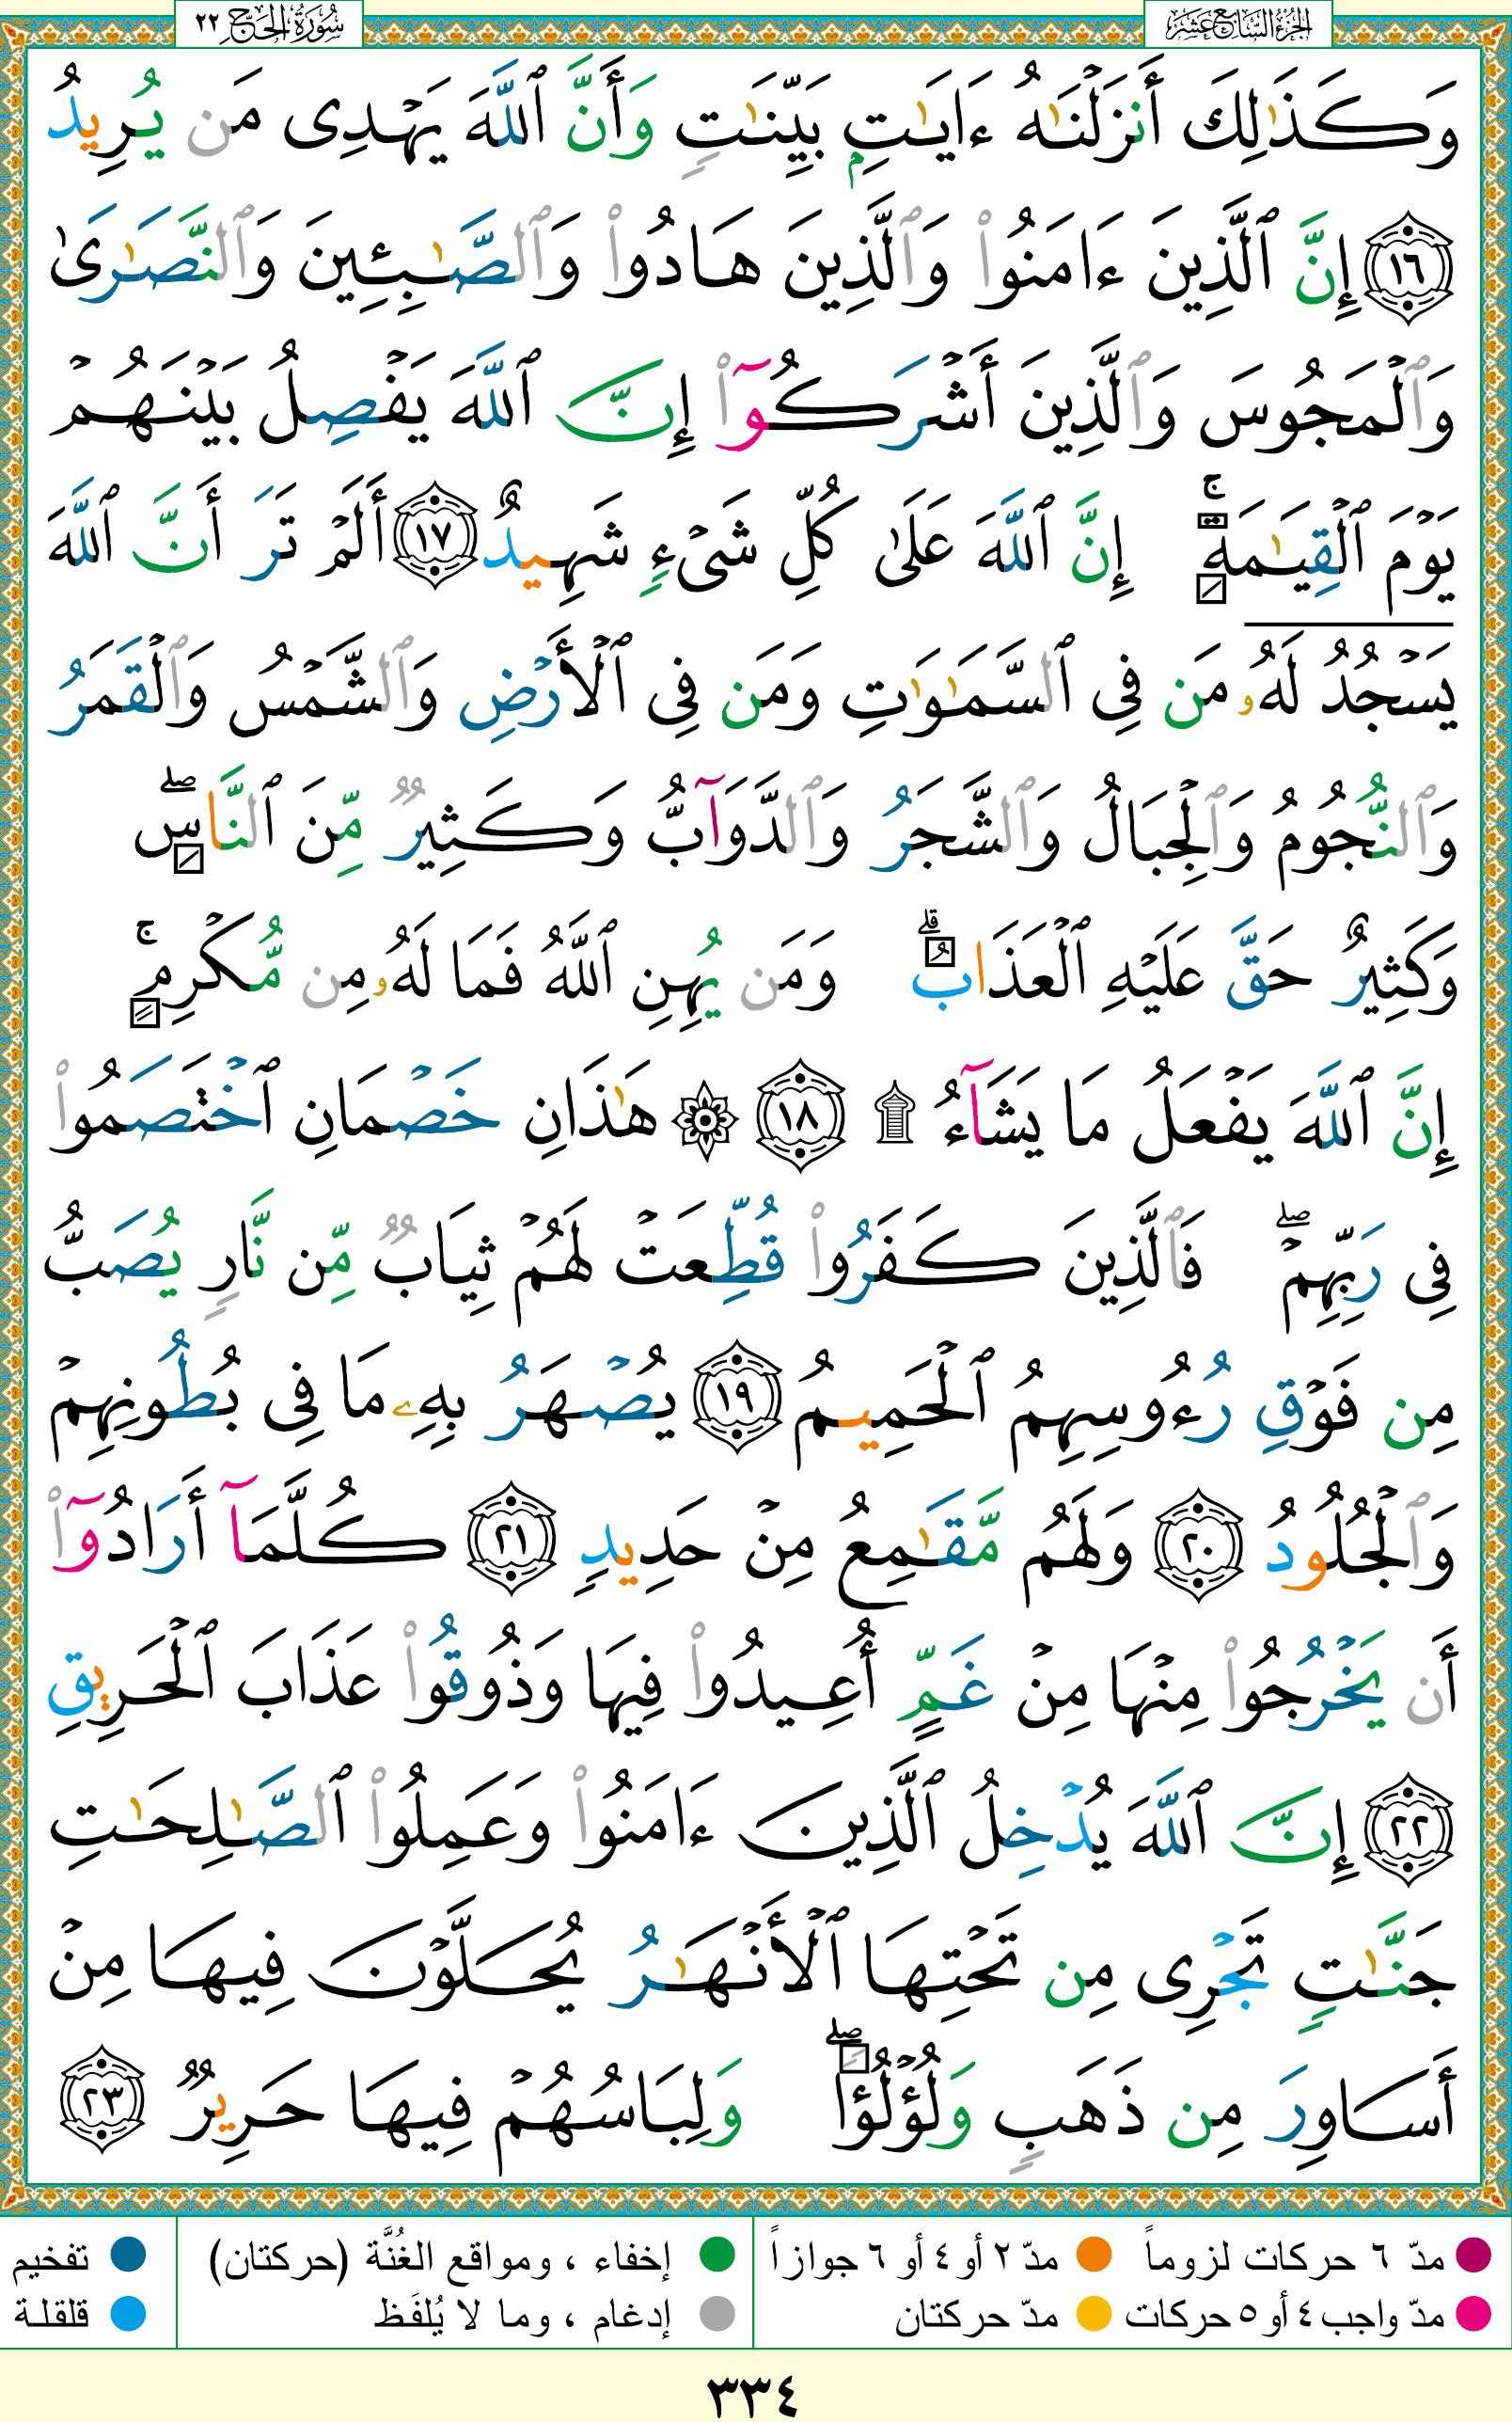 الجزء السابع عشر
سورة الحج ٢٢
وَكَذَٰلِكَ أَنزَلْنَٰهُ ءَايَٰتٍۭ بَيِّنَٰتٍ وَأَنَّ ٱللَّهَ يَهْدِى مَن يُرِيدُ
١٦ إِنَّ ٱلَّذِينَ ءَامَنُوا۟ وَٱلَّذِينَ هَادُوا۟ وَٱلصَّٰبِـِٔينَ وَٱلنَّصَٰرَىٰ
وَٱلْمَجُوسَ وَٱلَّذِينَ أَشْرَكُوٓا۟ إِنَّ ٱللَّهَ يَفْصِلُ بَيْنَهُمْ
يَوْمَ ٱلْقِيَٰمَةِ ۚ إِنَّ ٱللَّهَ عَلَىٰ كُلِّ شَىْءٍ شَهِيدٌ ١٧ أَلَمْ تَرَ أَنَّ ٱللَّهَ
يَسْجُدُ لَهُۥ مَن فِى ٱلسَّمَٰوَٰتِ وَمَن فِى ٱلْأَرْضِ وَٱلشَّمْسُ وَٱلْقَمَرُ
وَٱلنُّجُومُ وَٱلْجِبَالُ وَٱلشَّجَرُ وَٱلدَّوَآبُّ وَكَثِيرٌ مِّنَ ٱلنَّاسِ ۖ
وَكَثِيرٌ حَقَّ عَلَيْهِ ٱلْعَذَابُ ۗ وَمَن يُهِنِ ٱللَّهُ فَمَا لَهُۥ مِن مُّكْرِمٍ ۚ
إِنَّ ٱللَّهَ يَفْعَلُ مَا يَشَآءُ ۩ ١٨ ۞ هَٰذَانِ خَصْمَانِ ٱخْتَصَمُوا۟
فِى رَبِّهِمْ ۖ فَٱلَّذِينَ كَفَرُوا۟ قُطِّعَتْ لَهُمْ ثِيَابٌ مِّن نَّارٍ يُصَبُّ
مِن فَوْقِ رُءُوسِهِمُ ٱلْحَمِيمُ ١٩ يُصْهَرُ بِهِۦ مَا فِى بُطُونِهِمْ
وَٱلْجُلُودُ ٢٠ وَلَهُم مَّقَٰمِعُ مِنْ حَدِيدٍ ٢١ كُلَّمَآ أَرَادُوٓا۟
أَن يَخْرُجُوا۟ مِنْهَا مِنْ غَمٍّ أُعِيدُوا۟ فِيهَا وَذُوقُوا۟ عَذَابَ ٱلْحَرِيقِ
٢٢ إِنَّ ٱللَّهَ يُدْخِلُ ٱلَّذِينَ ءَامَنُوا۟ وَعَمِلُوا۟ ٱلصَّٰلِحَٰتِ
جَنَّٰتٍ تَجْرِى مِن تَحْتِهَا ٱلْأَنْهَٰرُ يُحَلَّوْنَ فِيهَا مِنْ
أَسَاوِرَ مِن ذَهَبٍ وَلُؤْلُؤًا ۖ وَلِبَاسُهُمْ فِيهَا حَرِيرٌ ٢٣
مدّ ٦ حركات لزوماً مدّ ٢ أو ٤ أو ٦ جوازاً إخفاء ، ومواقع الغُنَّة (حركتان) تفخيم
مدّ واجب ٤ أو ٥ حركات مدّ حركتان إدغام ، وما لا يُلفَظ قلقلة
٣٣٤